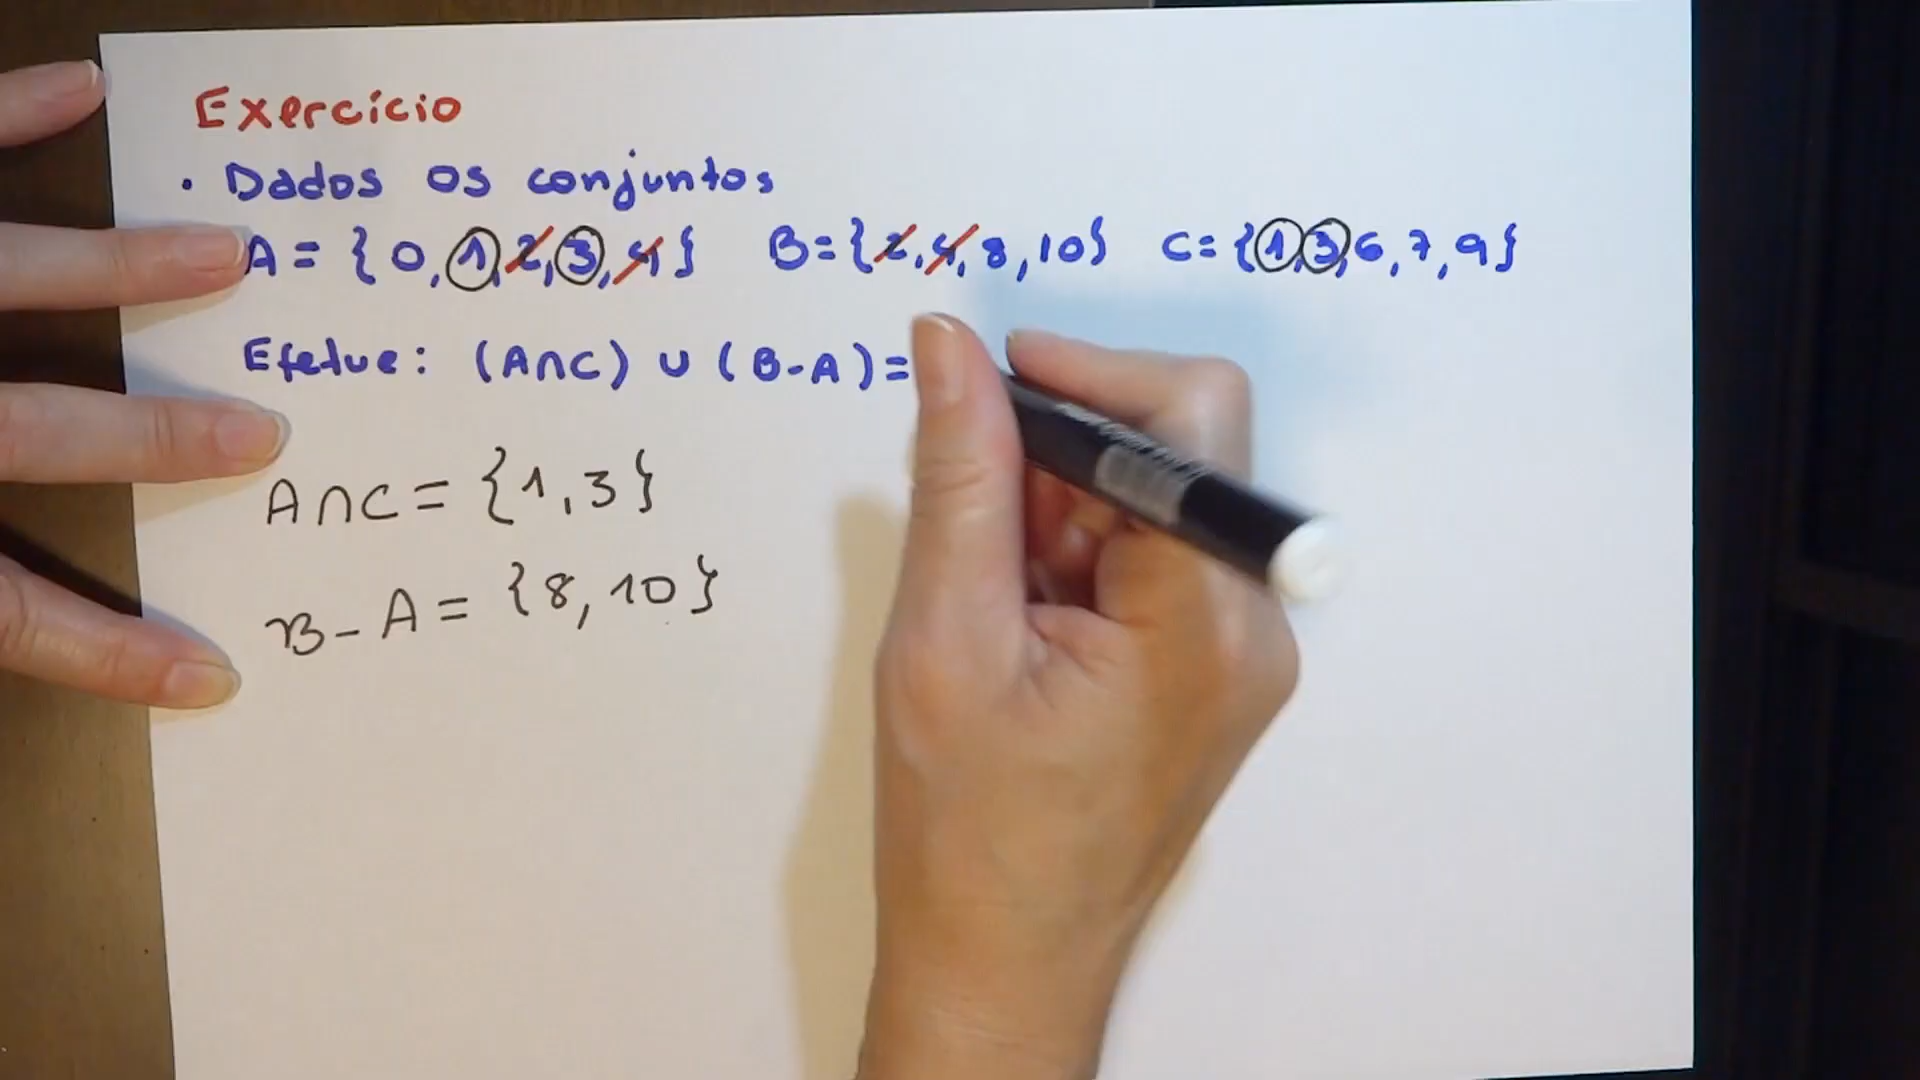 Exercício
• Dados os conjuntos
A = {0, 1, 2, 3, 4} B = {2, 4, 8, 10} C = {1, 3, 6, 7, 9}
Efetue: (A∩C) ∪ (B-A) =
A∩C = {1, 3}
B - A = {8, 10}